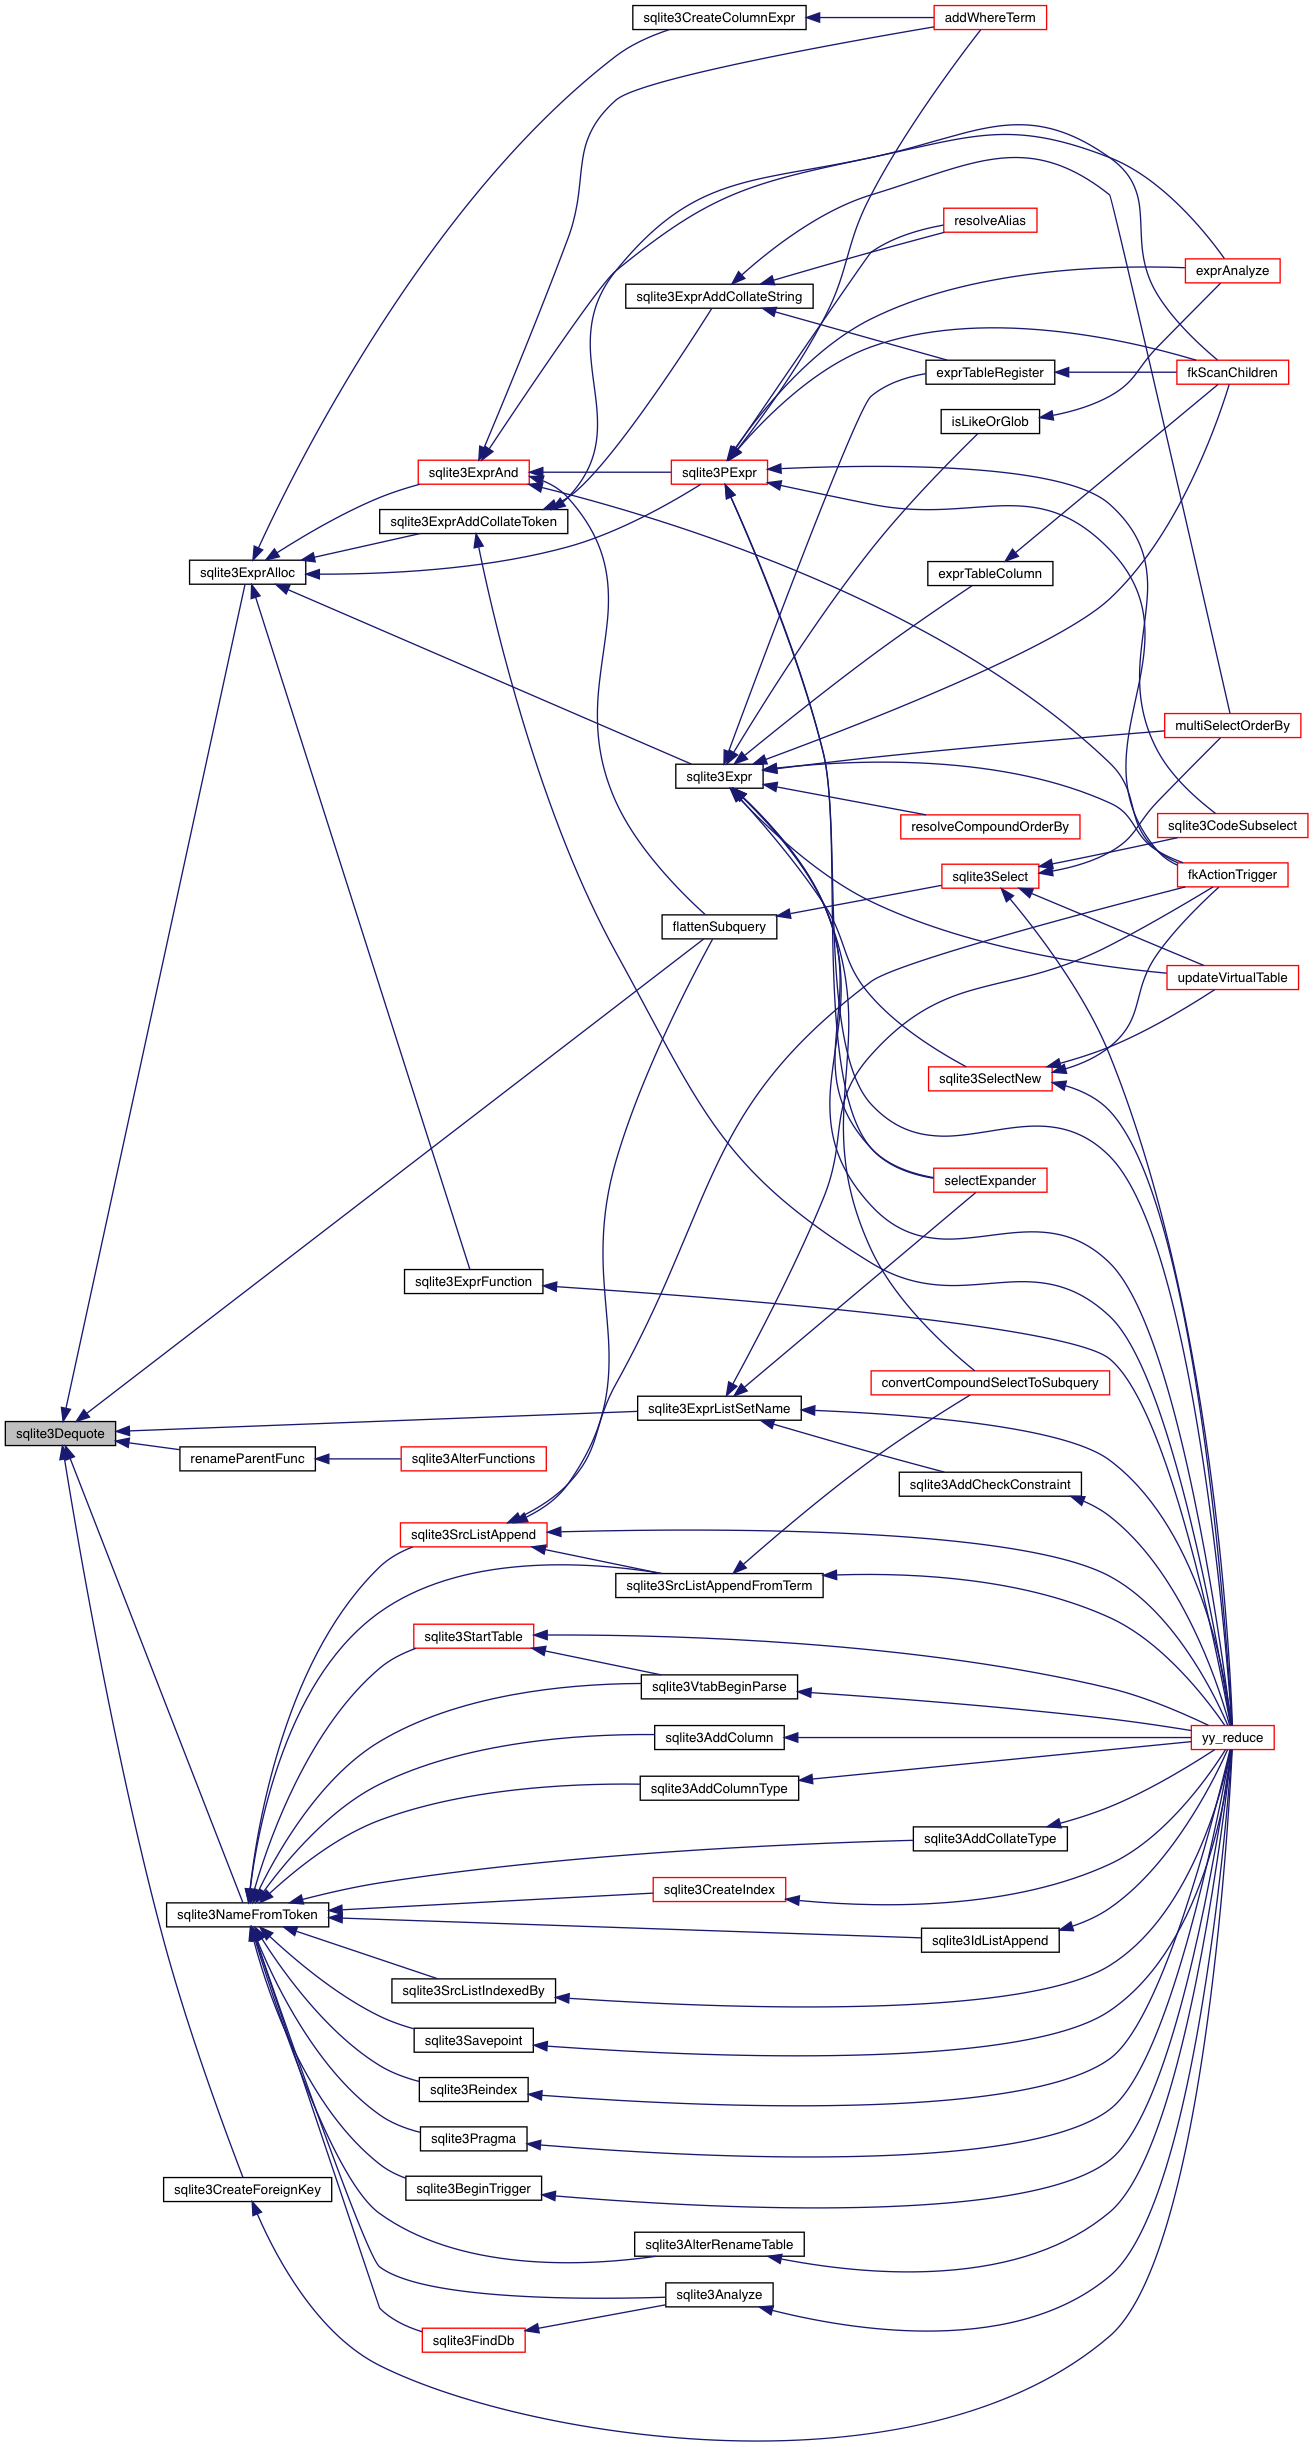 sqlite3CreateColumnExpr
addWhereTerm
resolveAlias
exprAnalyze
sqlite3ExprAddCollateString
exprTableRegister
fkScanChildren
isLikeOrGlob
sqlite3ExprAnd
sqlite3PExpr
sqlite3ExprAddCollateToken
sqlite3ExprAlloc
exprTableColumn
multiSelectOrderBy
sqlite3Expr
resolveCompoundOrderBy
sqlite3CodeSubselect
sqlite3Select
fkActionTrigger
flattenSubquery
updateVirtualTable
sqlite3SelectNew
selectExpander
sqlite3ExprFunction
convertCompoundSelectToSubquery
sqlite3ExprListSetName
sqlite3Dequote
renameParentFunc
sqlite3AlterFunctions
sqlite3AddCheckConstraint
sqlite3SrcListAppend
sqlite3SrcListAppendFromTerm
sqlite3StartTable
sqlite3VtabBeginParse
sqlite3AddColumn
yy_reduce
sqlite3AddColumnType
sqlite3AddCollateType
sqlite3CreateIndex
sqlite3NameFromToken
sqlite3IdListAppend
sqlite3SrcListIndexedBy
sqlite3Savepoint
sqlite3Reindex
sqlite3Pragma
sqlite3CreateForeignKey
sqlite3BeginTrigger
sqlite3AlterRenameTable
sqlite3Analyze
sqlite3FindDb